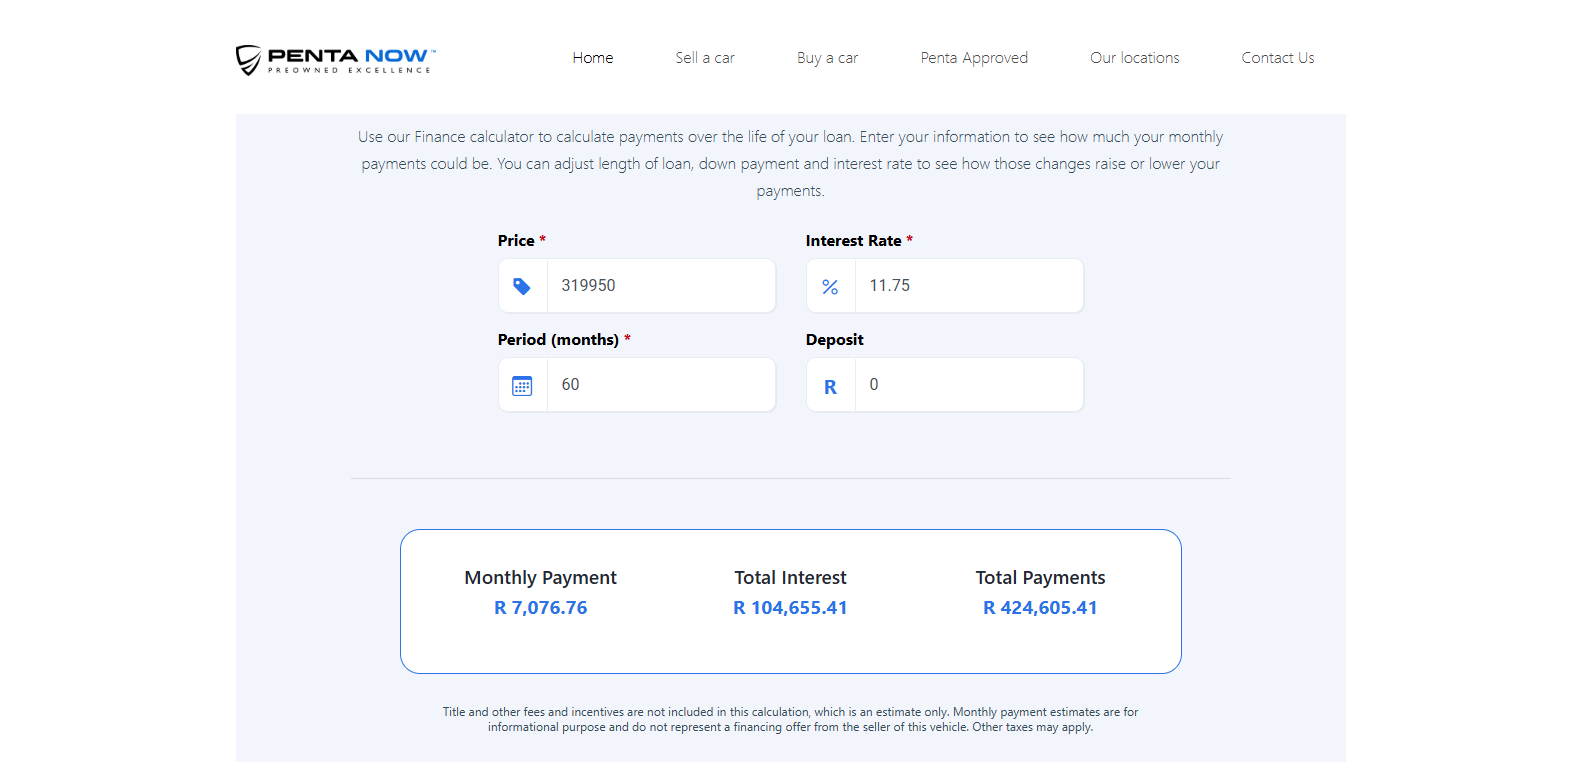 PENTA NOW™
PREOWNED EXCELLENCE
Home
Sell a car
Buy a car
Penta Approved
Our locations
Contact Us
Use our Finance calculator to calculate payments over the life of your loan. Enter your information to see how much your monthly
payments could be. You can adjust length of loan, down payment and interest rate to see how those changes raise or lower your
payments.
Price *
Interest Rate *
319950
% 11.75
Period (months) *
Deposit
60
R 0
Monthly Payment
Total Interest
Total Payments
R 7,076.76
R 104,655.41
R 424,605.41
Title and other fees and incentives are not included in this calculation, which is an estimate only. Monthly payment estimates are for
informational purpose and do not represent a financing offer from the seller of this vehicle. Other taxes may apply.